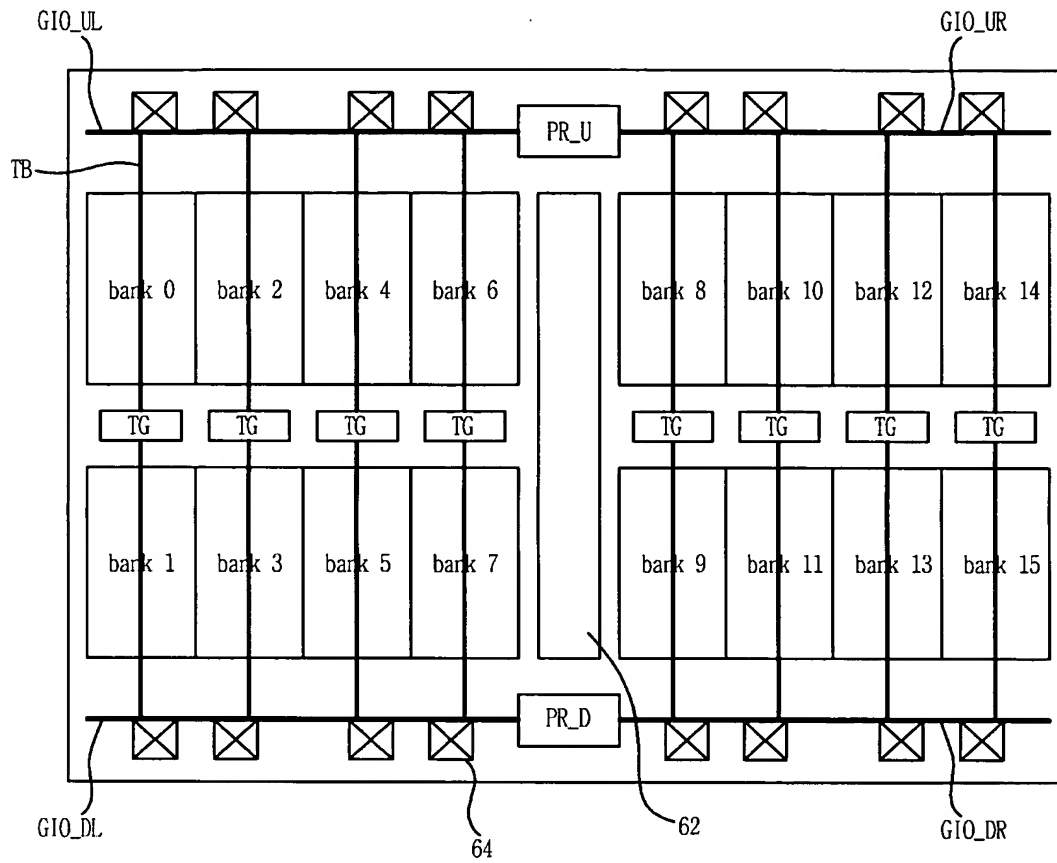 GIO_UL GIO_UR
PR_U
TB
bank 0 bank 2 bank 4 bank 6 bank 8 bank 10 bank 12 bank 14
TG TG TG TG TG TG TG TG
bank 1 bank 3 bank 5 bank 7 bank 9 bank 11 bank 13 bank 15
PR_D
GIO_DL 64 62 GIO_DR